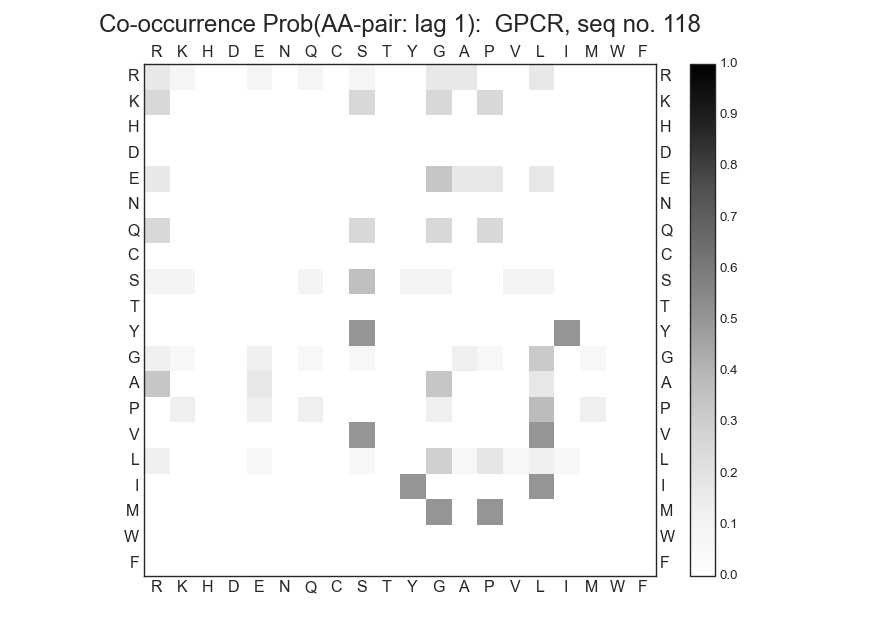 Co-occurrence Prob(AA-pair: lag 1):  GPCR, seq no. 118
R K H D E N Q C S T Y G A P V L I M W F
R R 1.0
K K 0.9
H H
D D 0.8
E E
N N 0.7
Q Q
C C 0.6
S S
T T 0.5
Y Y
G G 0.4
A A
P P 0.3
V V
L L 0.2
I I
M M 0.1
W W
F F 0.0
R K H D E N Q C S T Y G A P V L I M W F